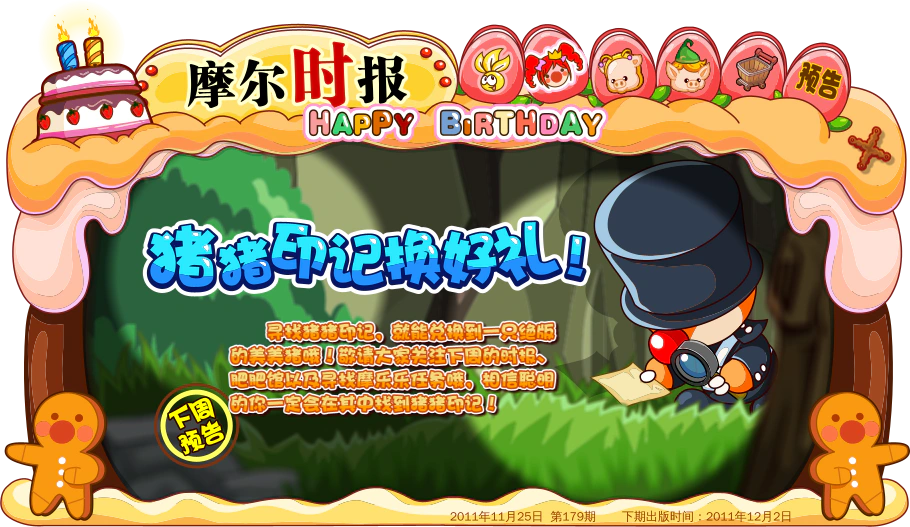 摩尔时报
预告
HAPPY BIRTHDAY
猪猪印记换好礼!
寻找猪猪印记，就能兑换到一只绝版
的美美猪哦！敬请大家关注下周的时报、
肥肥馆以及寻找摩乐乐任务哦，相信聪明
的你一定会在其中找到猪猪印记！
下周
预告
2011年11月25日 第179期 下期出版时间：2011年12月2日